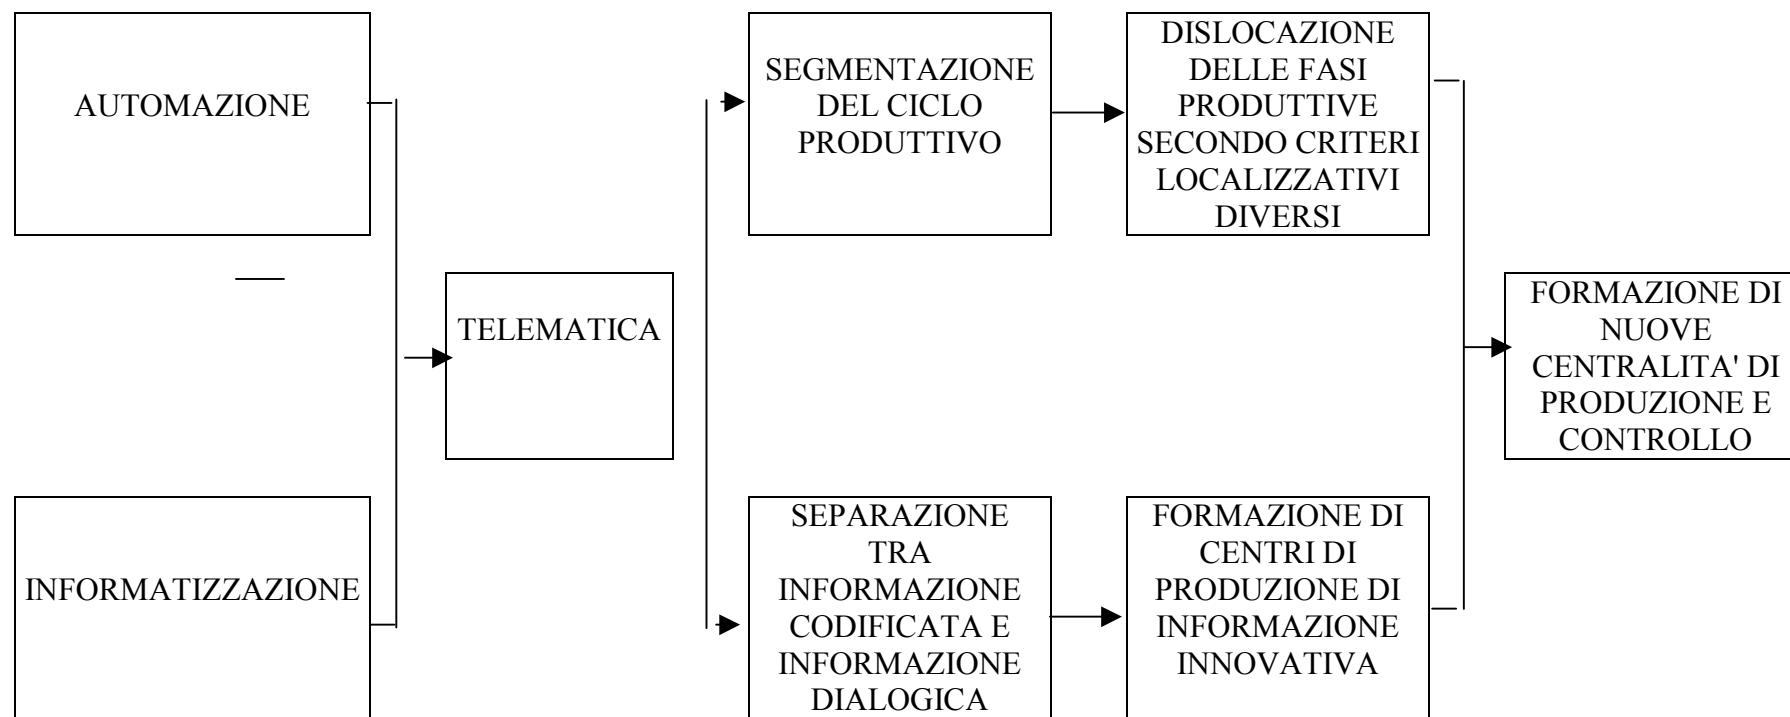 AUTOMAZIONE
INFORMATIZZAZIONE
TELEMATICA
SEGMENTAZIONE
DEL CICLO
PRODUTTIVO
DISLOCAZIONE
DELLE FASI
PRODUTTIVE
SECONDO CRITERI
LOCALIZZATIVI
DIVERSI
SEPARAZIONE
TRA
INFORMAZIONE
CODIFICATA E
INFORMAZIONE
DIALOGICA
FORMAZIONE DI
CENTRI DI
PRODUZIONE DI
INFORMAZIONE
INNOVATIVA
FORMAZIONE DI
NUOVE
CENTRALITA' DI
PRODUZIONE E
CONTROLLO